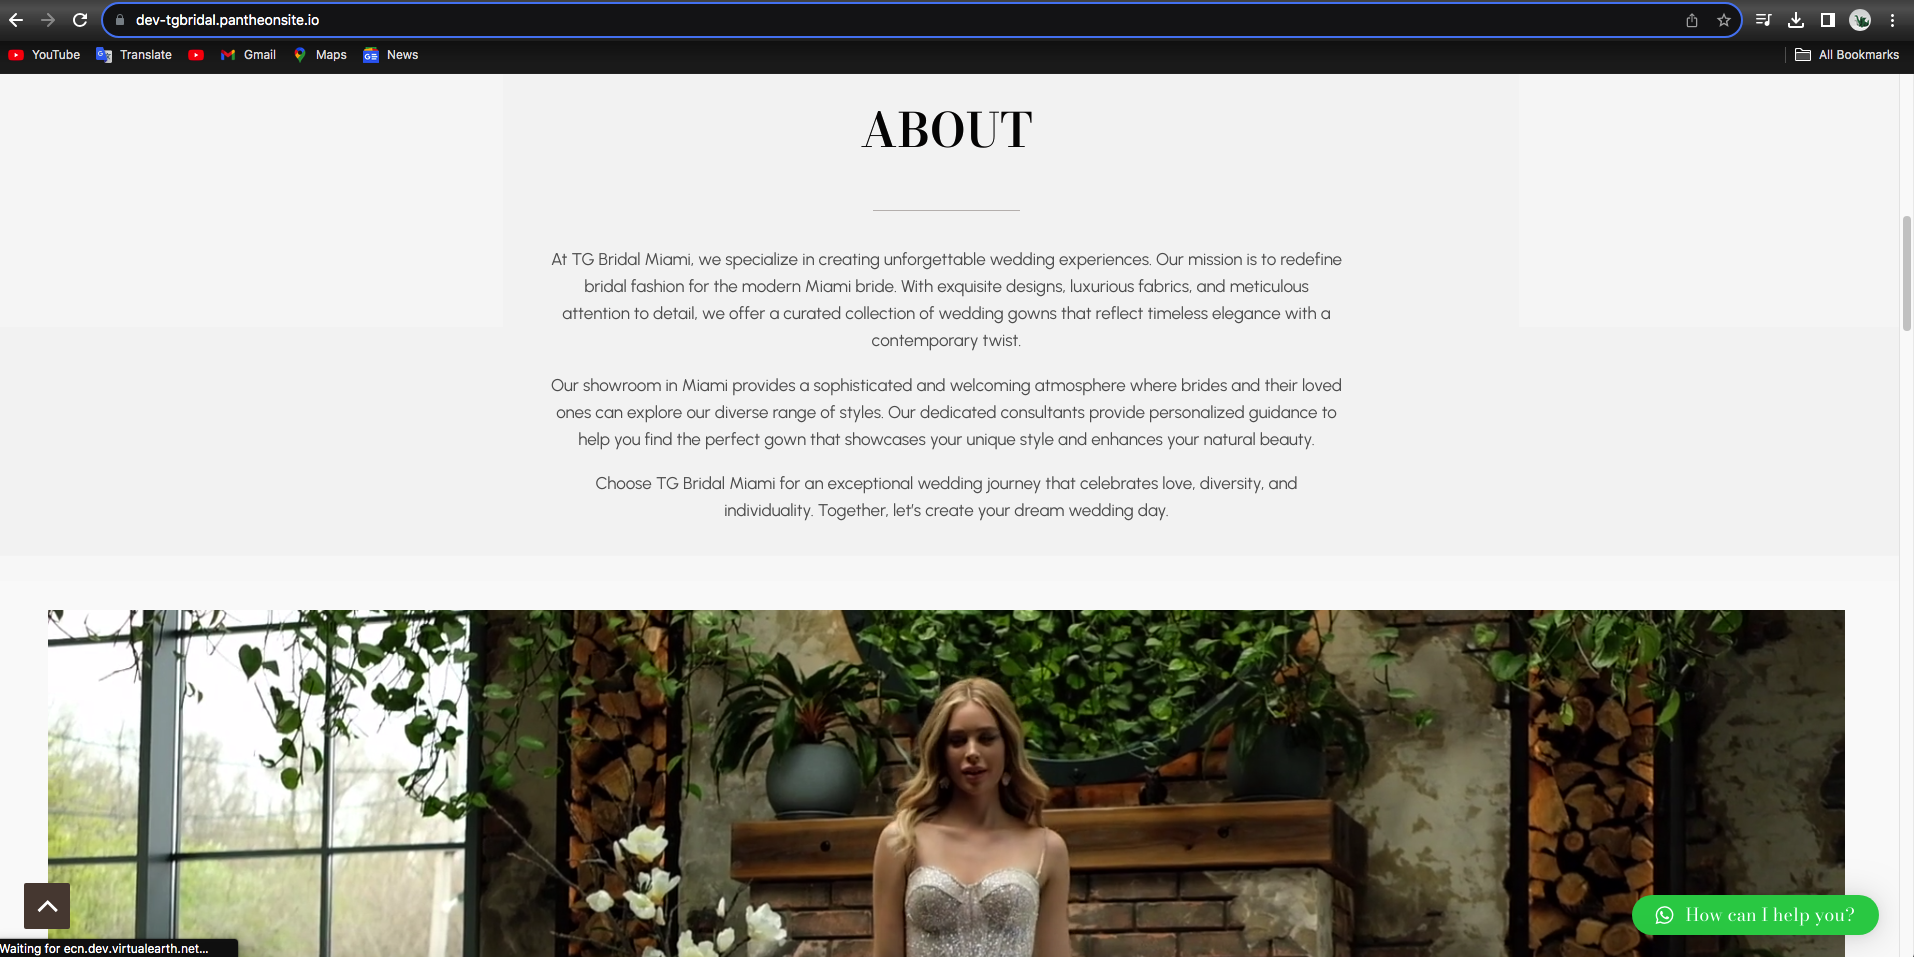 dev-tgbridal.pantheonsite.io
YouTube Translate Gmail Maps News All Bookmarks
ABOUT
At TG Bridal Miami, we specialize in creating unforgettable wedding experiences. Our mission is to redefine
bridal fashion for the modern Miami bride. With exquisite designs, luxurious fabrics, and meticulous
attention to detail, we offer a curated collection of wedding gowns that reflect timeless elegance with a
contemporary twist.
Our showroom in Miami provides a sophisticated and welcoming atmosphere where brides and their loved
ones can explore our diverse range of styles. Our dedicated consultants provide personalized guidance to
help you find the perfect gown that showcases your unique style and enhances your natural beauty.
Choose TG Bridal Miami for an exceptional wedding journey that celebrates love, diversity, and
individuality. Together, let's create your dream wedding day.
How can I help you?
Waiting for ecn.dev.virtualearth.net...